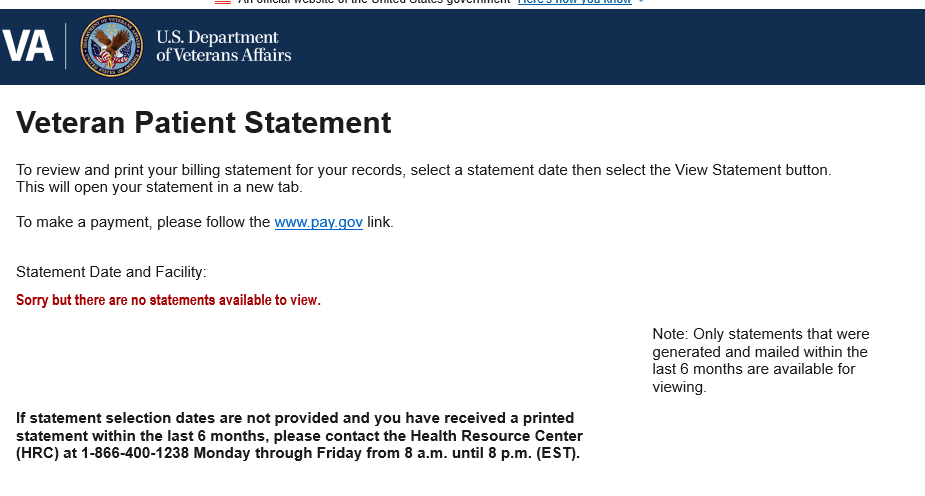 An official website of the United States government Here's how you know
VA
U.S. Department
of Veterans Affairs
Veteran Patient Statement
To review and print your billing statement for your records, select a statement date then select the View Statement button.
This will open your statement in a new tab.
To make a payment, please follow the www.pay.gov link.
Statement Date and Facility:
Sorry but there are no statements available to view.
Note: Only statements that were
generated and mailed within the
last 6 months are available for
viewing.
If statement selection dates are not provided and you have received a printed
statement within the last 6 months, please contact the Health Resource Center
(HRC) at 1-866-400-1238 Monday through Friday from 8 a.m. until 8 p.m. (EST).